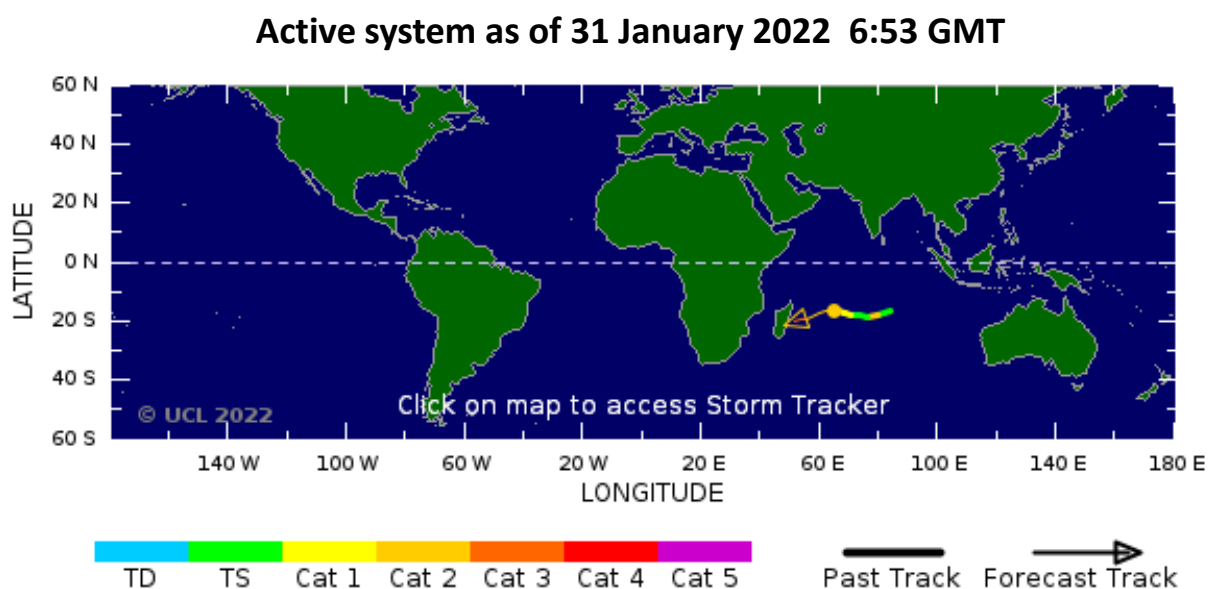 Active system as of 31 January 2022 6:53 GMT
60 N
40 N
20 N
0 N
20 S
40 S
60 S
LATITUDE
Click on map to access Storm Tracker
© UCL 2022
140 W 100 W 60 W 20 W 20 E 60 E 100 E 140 E 180 E
LONGITUDE
TD TS Cat 1 Cat 2 Cat 3 Cat 4 Cat 5 Past Track Forecast Track